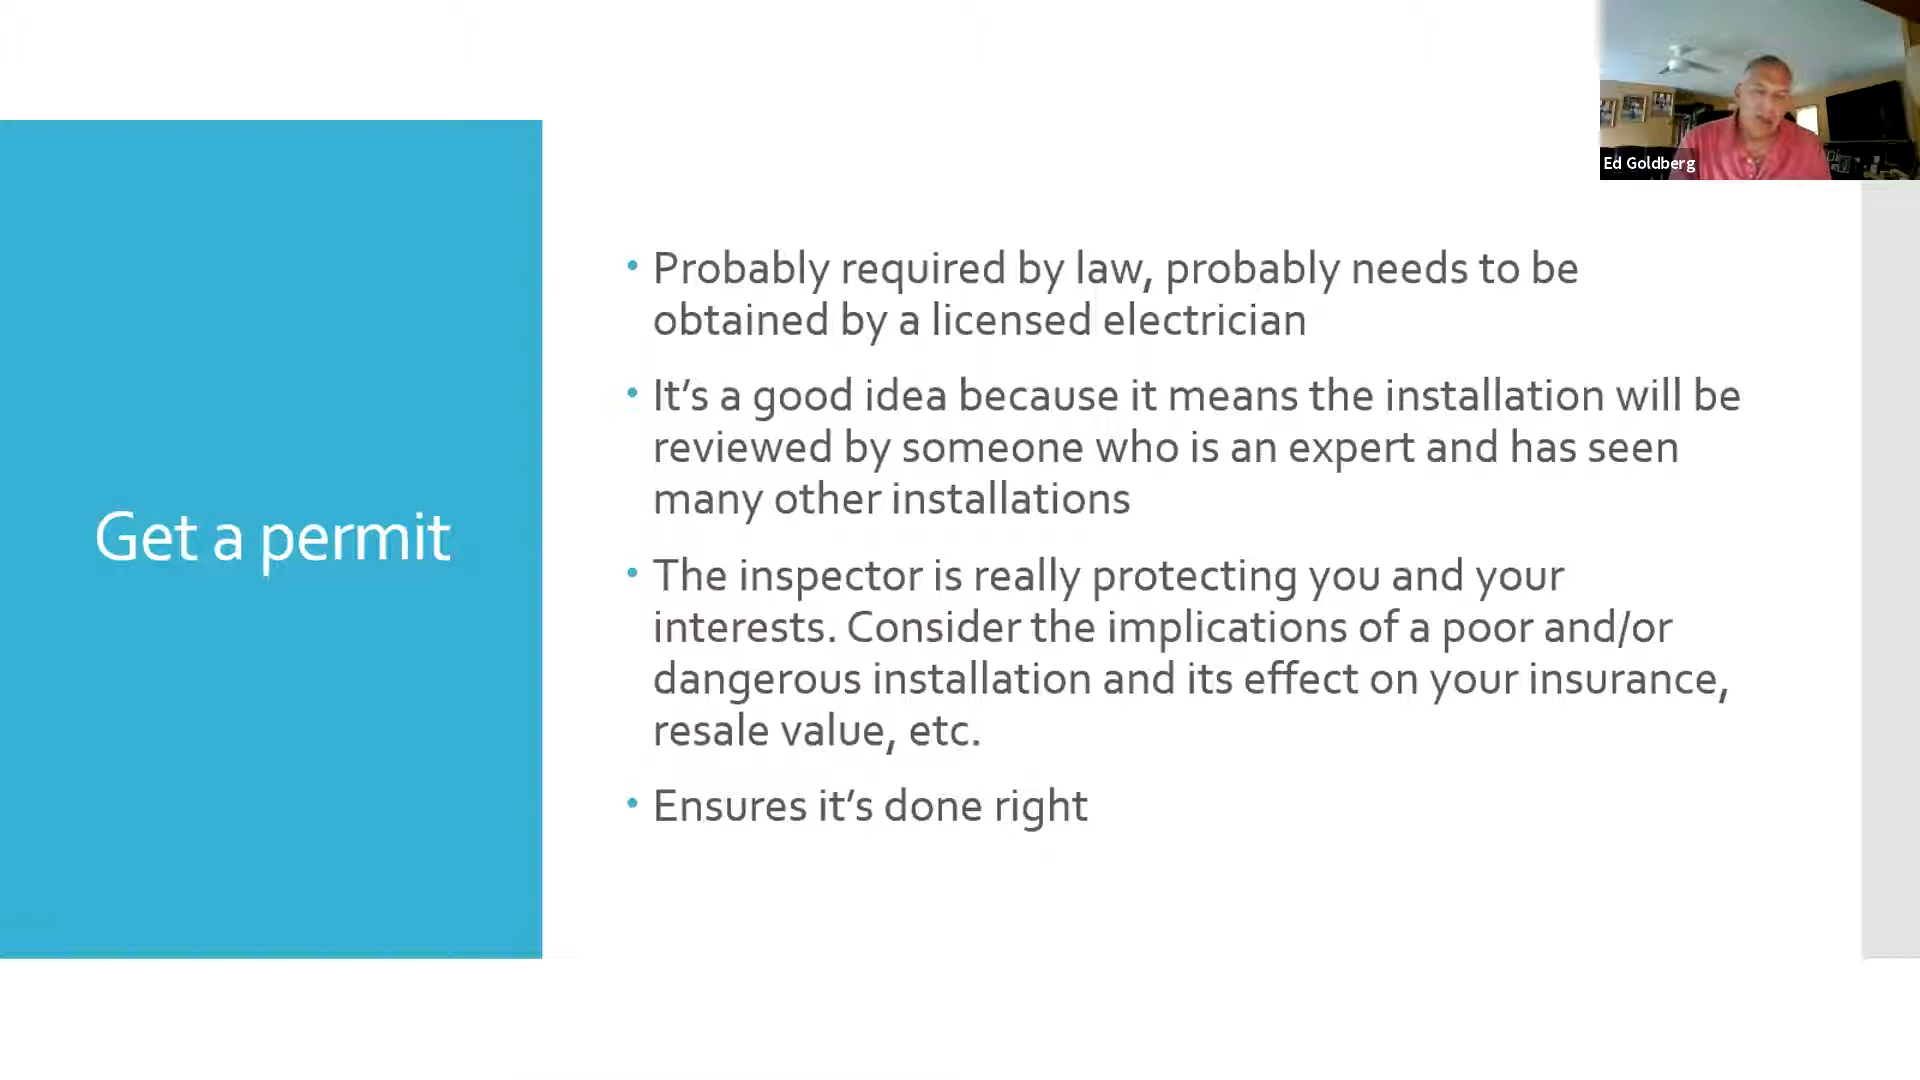 Ed Goldberg
Get a permit
• Probably required by law, probably needs to be
obtained by a licensed electrician
• It’s a good idea because it means the installation will be
reviewed by someone who is an expert and has seen
many other installations
• The inspector is really protecting you and your
interests. Consider the implications of a poor and/or
dangerous installation and its effect on your insurance,
resale value, etc.
• Ensures it’s done right